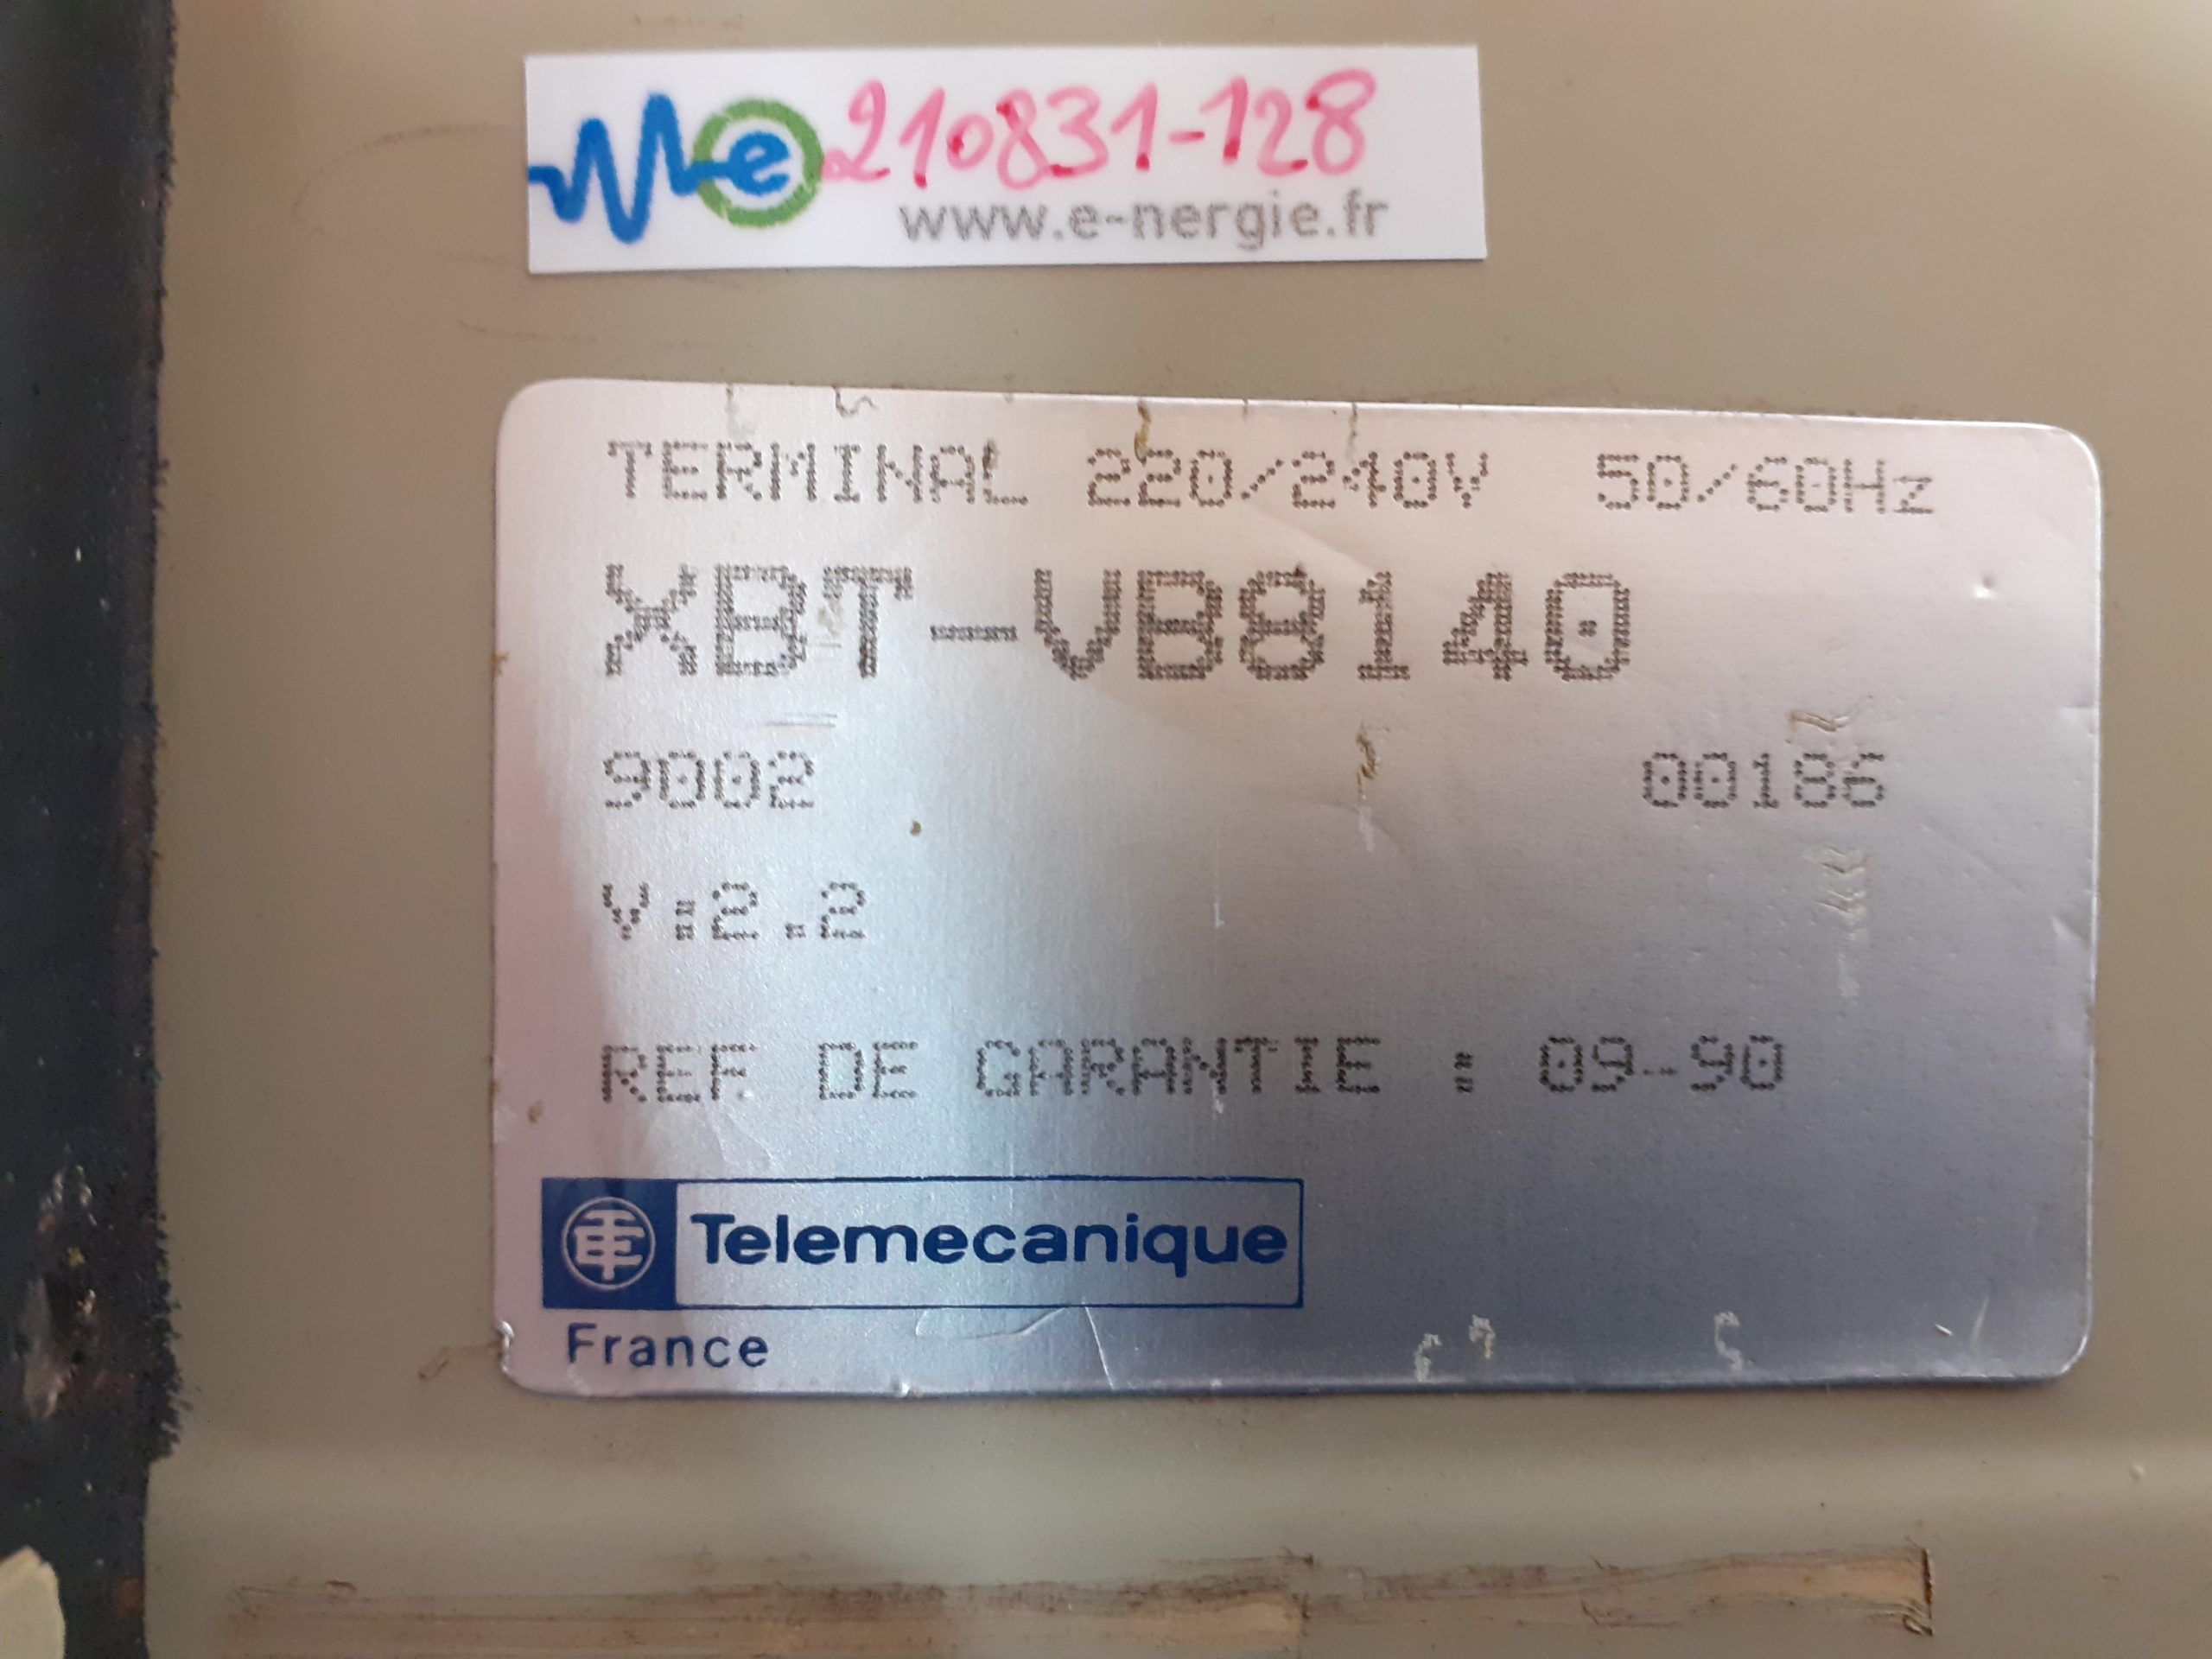 210831-128
www.e-nergie.fr
TERMINAL 220/240V 50/60Hz
XBT-VB8140
9002 00186
V:2.2
REF. DE GARANTIE : 09-90
Telemecanique
France